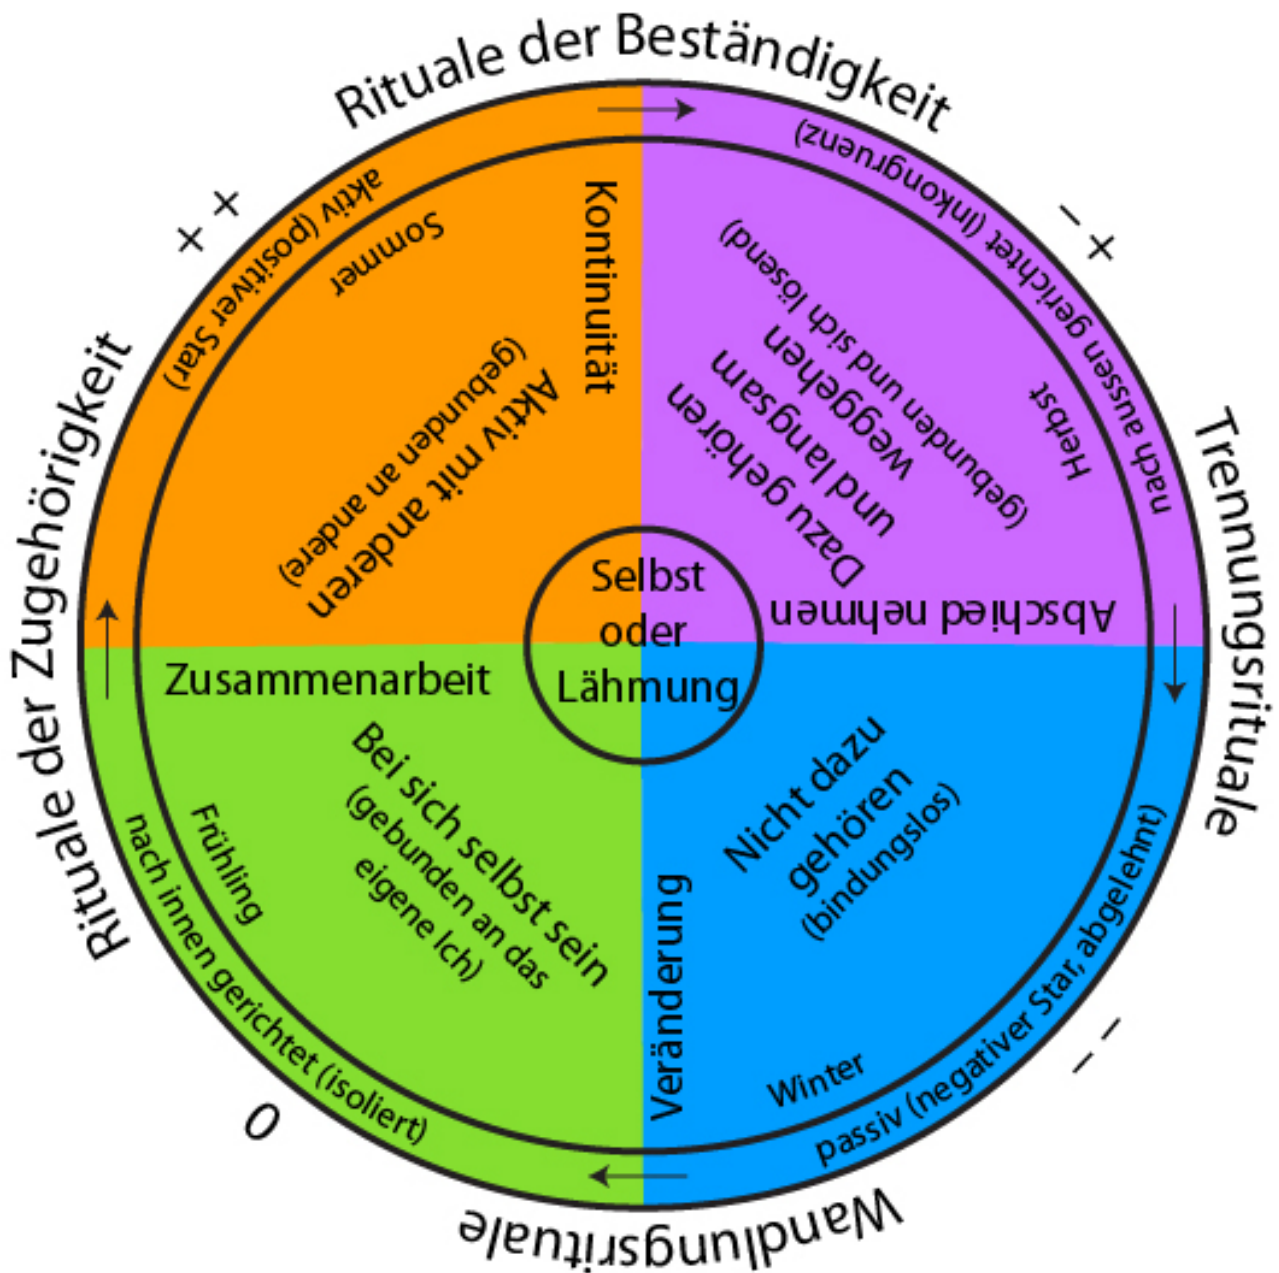 Rituale der Beständigkeit
+ +
aktiv (positiver Star)
Sommer
Kontinuität
Aktiv mit anderen
(gebunden an andere)
- +
nach aussen gerichtet (Inkongruenz)
Herbst
Dazu gehören
und langsam
weggehen
(gebunden und sich lösend)
Abschied nehmen
Trennungsrituale
Selbst
oder
Lähmung
Rituale der Zugehörigkeit
Zusammenarbeit
Bei sich selbst sein
(gebunden an das
eigene Ich)
Frühling
nach innen gerichtet (isoliert)
0
Nicht dazu
gehören
(bindungslos)
Veränderung
Winter
passiv (negativer Star, abgelehnt)
- -
Wandlungsrituale